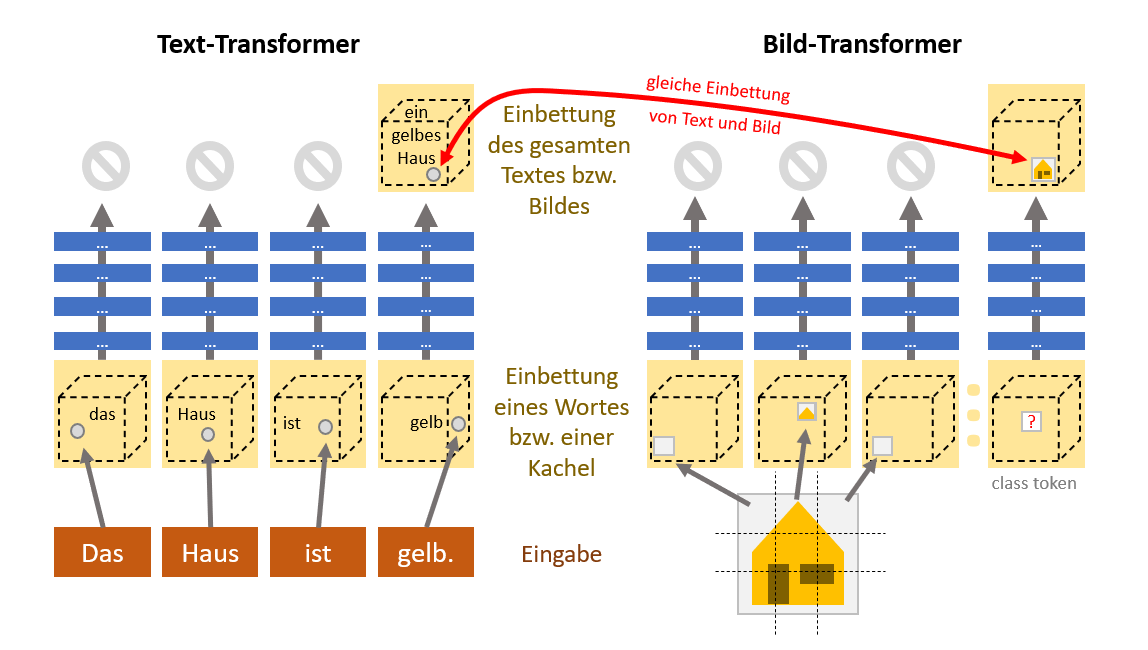 Text-Transformer
Bild-Transformer
ein
gelbes
Haus
Einbettung
des gesamten
Textes bzw.
Bildes
gleiche Einbettung
von Text und Bild
... ... ... ... ... ... ... ...
... ... ... ... ... ... ... ...
... ... ... ... ... ... ... ...
... ... ... ... ... ... ... ...
das
Haus
ist
gelb
Einbettung
eines Wortes
bzw. einer
Kachel
?
class token
Das
Haus
ist
gelb.
Eingabe